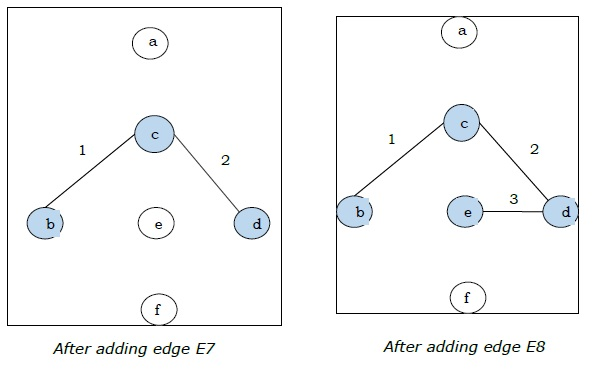 a
c
1
2
b
e
d
f
After adding edge E7
a
c
1
2
3
b
e
d
f
After adding edge E8